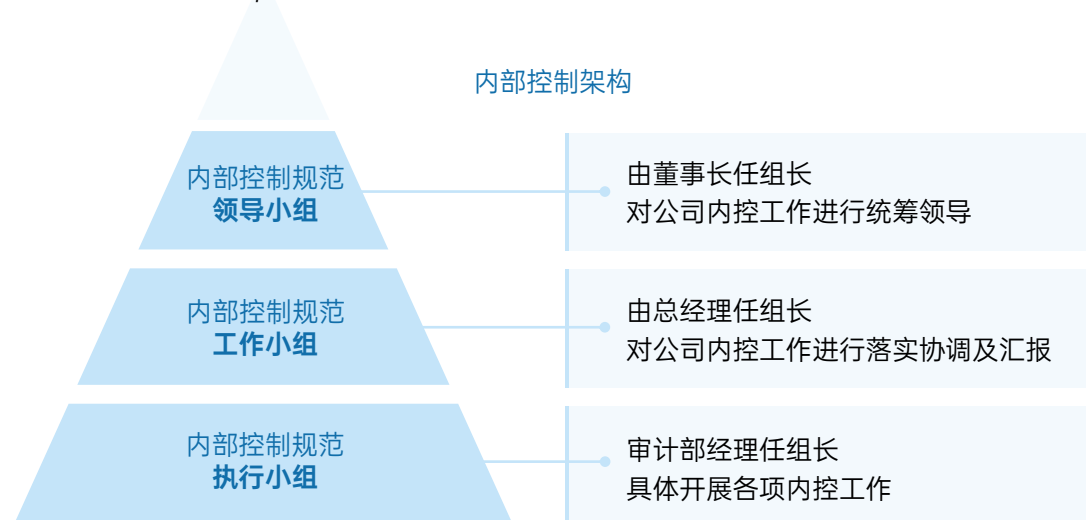 内部控制架构
内部控制规范
领导小组
由董事长任组长
对公司内控工作进行统筹领导
内部控制规范
工作小组
由总经理任组长
对公司内控工作进行落实协调及汇报
内部控制规范
执行小组
审计部经理任组长
具体开展各项内控工作